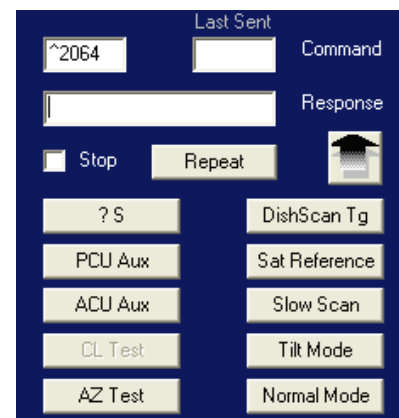 Last Sent
^2064 Command
Response
Stop Repeat
? S DishScan Tg
PCU Aux Sat Reference
ACU Aux Slow Scan
CL Test Tilt Mode
AZ Test Normal Mode